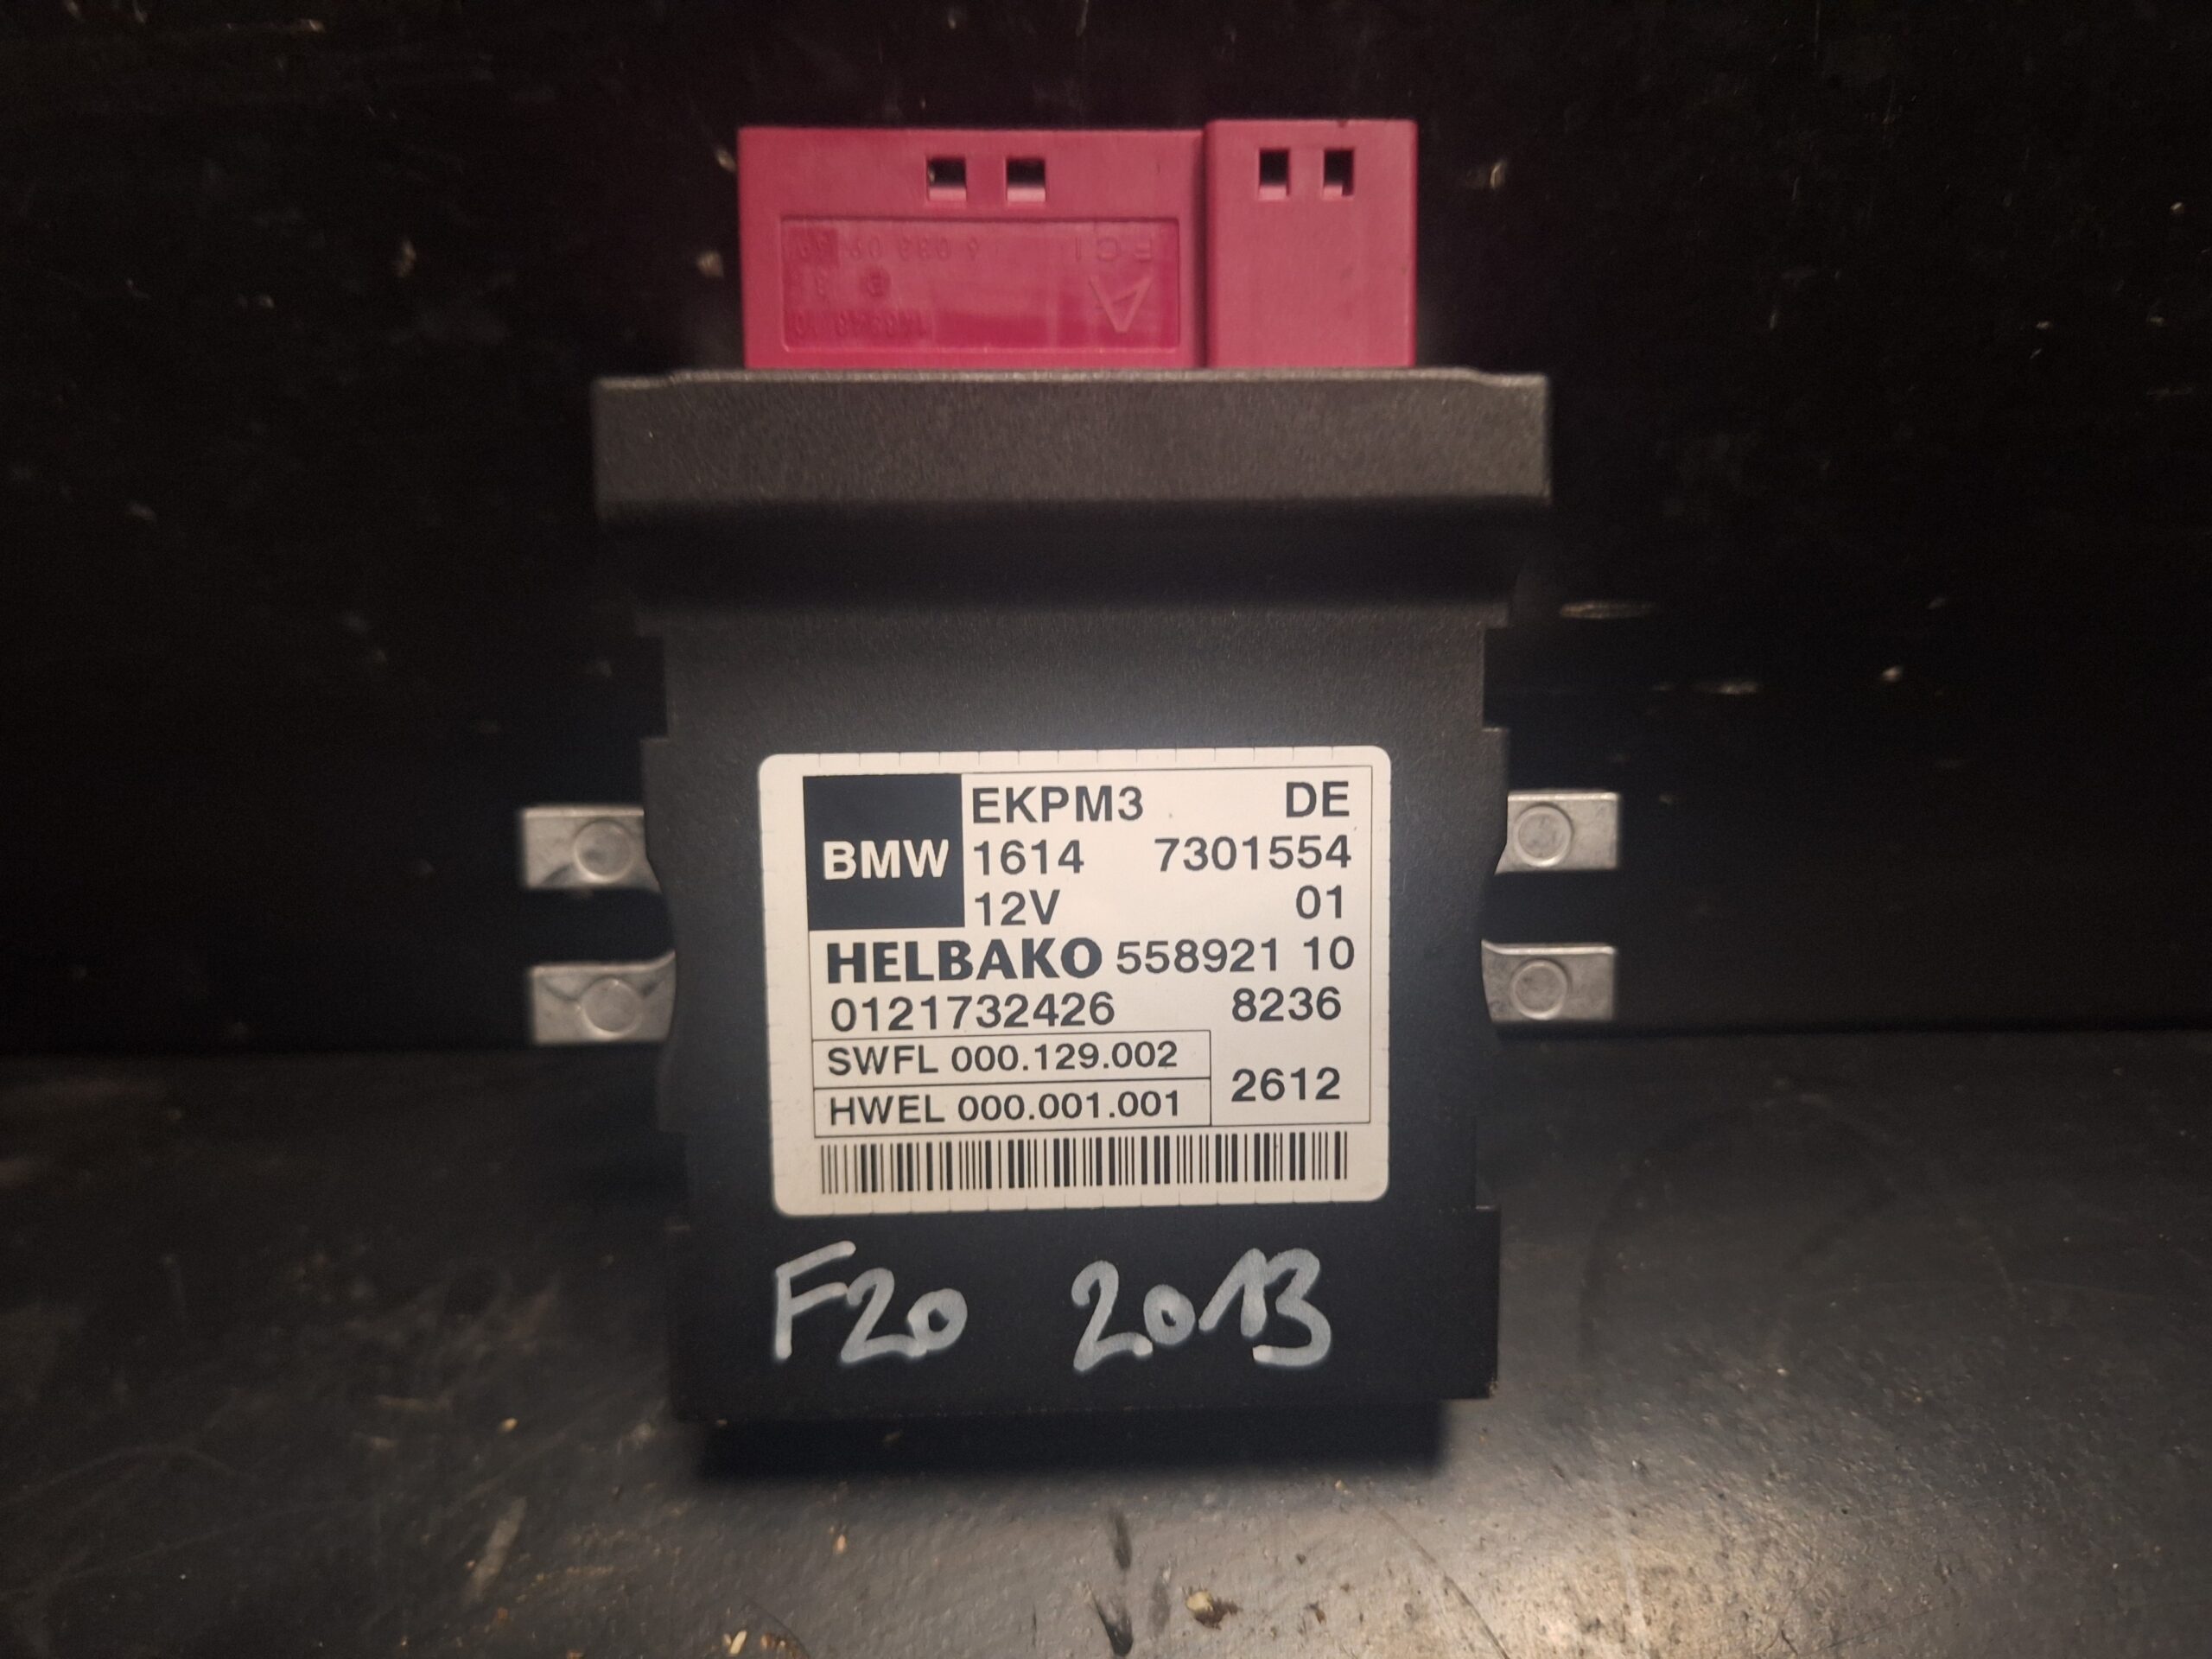 EKPM3 DE
BMW 1614 7301554
12V 01
HELBAKO 558921 10
0121732426 8236
SWFL 000.129.002
2612
HWEL 000.001.001
F20 2013